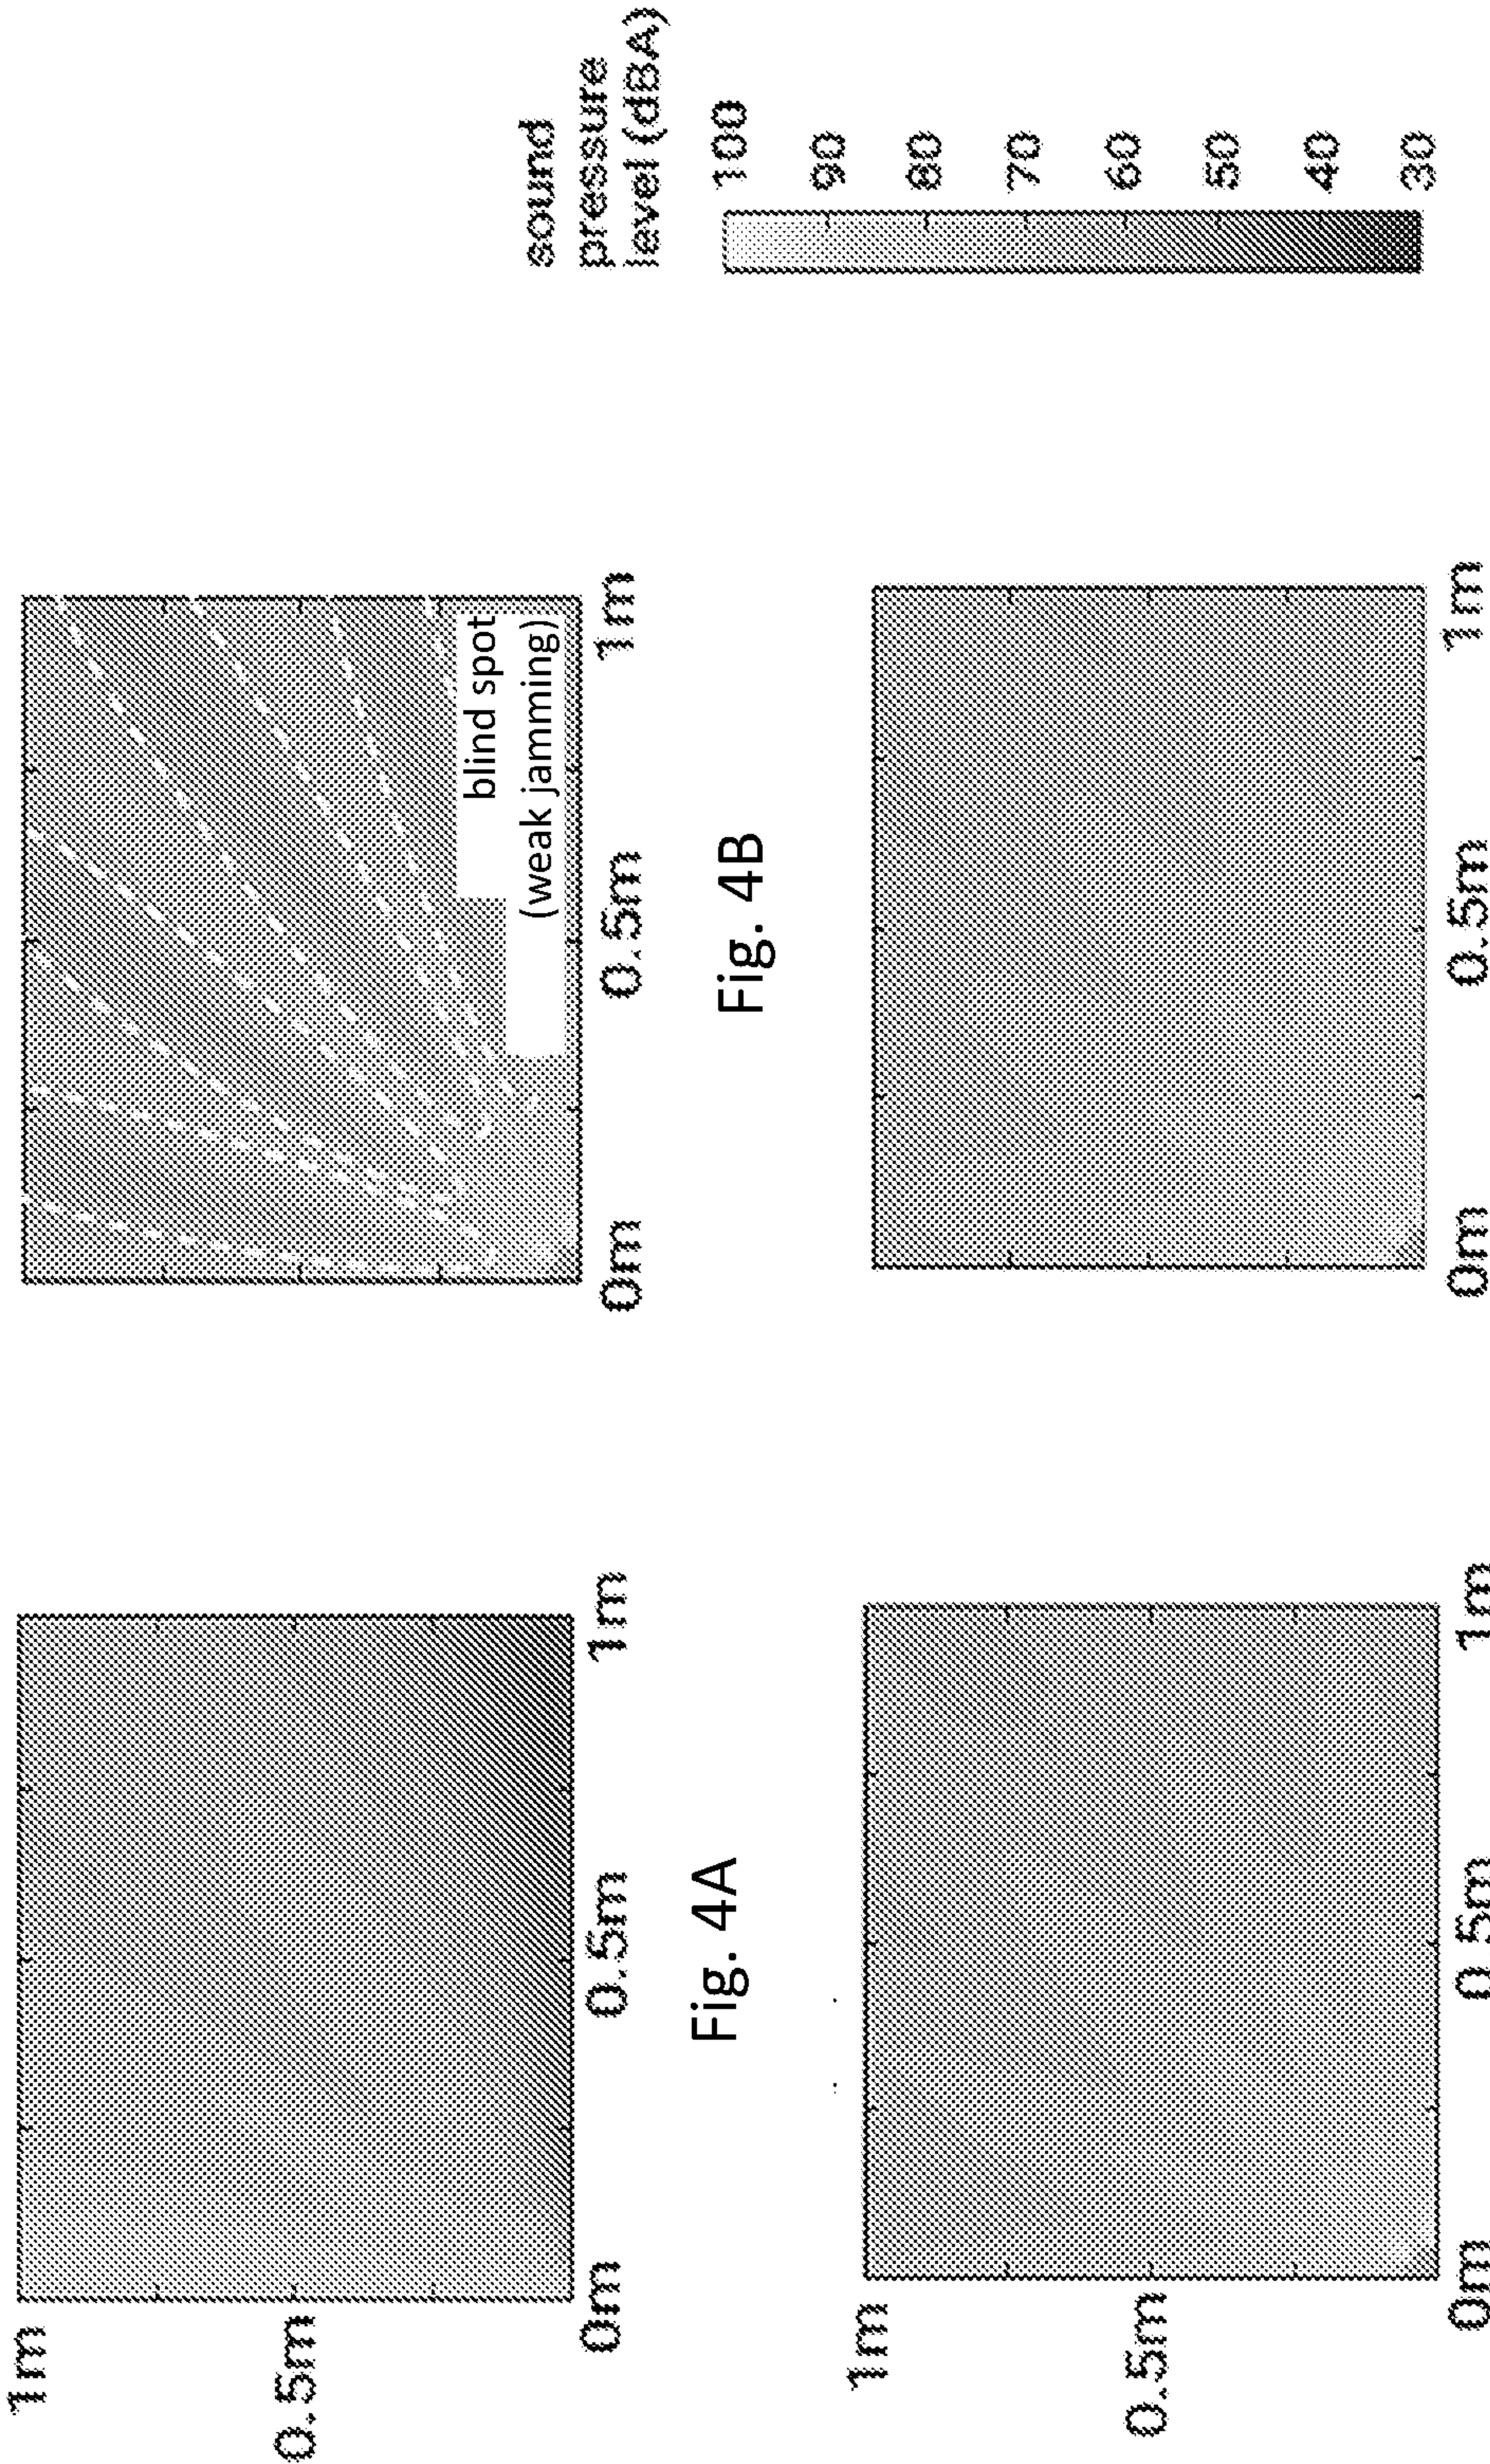 1m
0.5m
0m
0.5m
1m
Fig. 4A
blind spot
(weak jamming)
0m
0.5m
1m
Fig. 4B
sound
pressure
level (dBA)
100
90
80
70
60
50
40
30
1m
0.5m
0m
0.5m
1m
0m
0.5m
1m